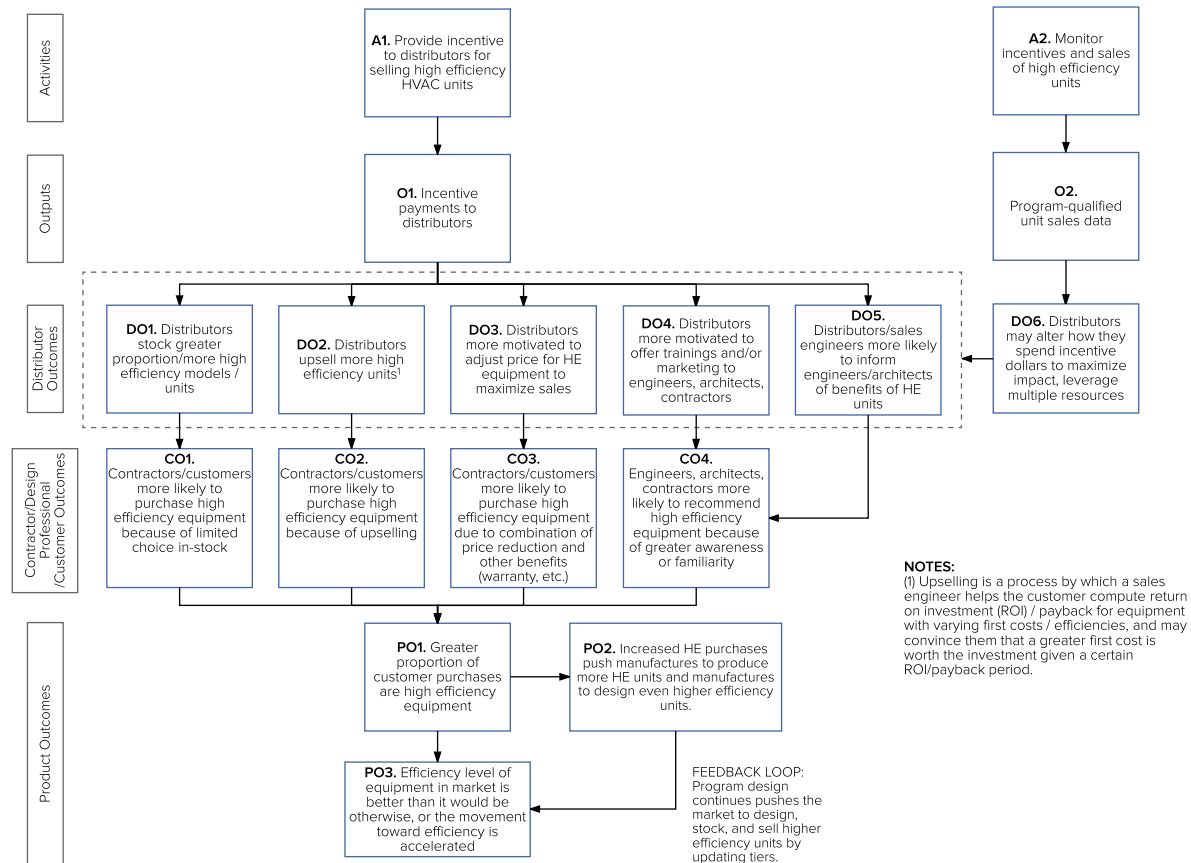 Activities
A1. Provide incentive
to distributors for
selling high efficiency
HVAC units
A2. Monitor
incentives and sales
of high efficiency
units
Outputs
O1. Incentive
payments to
distributors
O2.
Program-qualified
unit sales data
Distributor
Outcomes
DO1. Distributors
stock greater
proportion/more high
efficiency models /
units
DO2. Distributors
upsell more high
efficiency units1
DO3. Distributors
more motivated to
adjust price for HE
equipment to
maximize sales
DO4. Distributors
more motivated to
offer trainings and/or
marketing to
engineers, architects,
contractors
DO5.
Distributors/sales
engineers more likely
to inform
engineers/architects
of benefits of HE
units
DO6. Distributors
may alter how they
spend incentive
dollars to maximize
impact, leverage
multiple resources
Contractor/Design
Professional
/Customer Outcomes
CO1.
Contractors/customers
more likely to
purchase high
efficiency equipment
because of limited
choice in-stock
CO2.
Contractors/customers
more likely to
purchase high
efficiency equipment
because of upselling
CO3.
Contractors/customers
more likely to
purchase high
efficiency equipment
due to combination of
price reduction and
other benefits
(warranty, etc.)
CO4.
Engineers, architects,
contractors more
likely to recommend
high efficiency
equipment because
of greater awareness
or familiarity
NOTES:
(1) Upselling is a process by which a sales
engineer helps the customer compute return
on investment (ROI) / payback for equipment
with varying first costs / efficiencies, and may
convince them that a greater first cost is
worth the investment given a certain
ROI/payback period.
Product Outcomes
PO1. Greater
proportion of
customer purchases
are high efficiency
equipment
PO2. Increased HE purchases
push manufactures to produce
more HE units and manufactures
to design even higher efficiency
units.
PO3. Efficiency level of
equipment in market is
better than it would be
otherwise, or the movement
toward efficiency is
accelerated
FEEDBACK LOOP:
Program design
continues pushes the
market to design,
stock, and sell higher
efficiency units by
updating tiers.